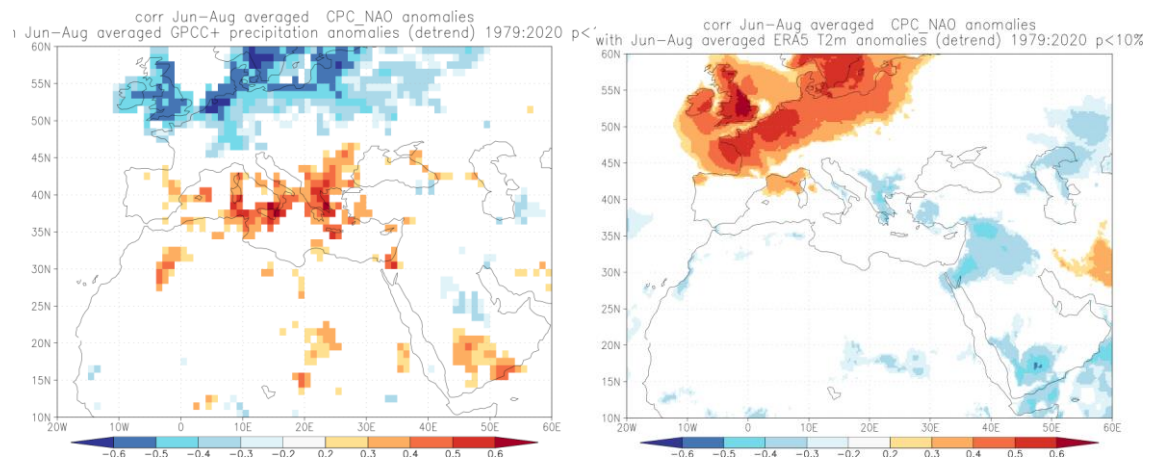 corr Jun-Aug averaged CPC_NAO anomalies
Jun-Aug averaged GPCC+ precipitation anomalies (detrend) 1979:2020 p<
60N
55N
50N
45N
40N
35N
30N
25N
20N
15N
10N
20W
10W
0
10E
20E
30E
40E
50E
60E
-0.6
-0.5
-0.4
-0.3
0.2
0.3
0.4
0.5
0.6
corr Jun-Aug averaged CPC_NAO anomalies
with Jun-Aug averaged ERA5 T2m anomalies (detrend) 1979:2020 p<10%
60N
55N
50N
45N
40N
35N
30N
25N
20N
15N
10N
20W
10W
0
10E
20E
30E
40E
50E
60E
-0.6
-0.5
-0.4
-0.3
0.2
0.3
0.4
0.5
0.6